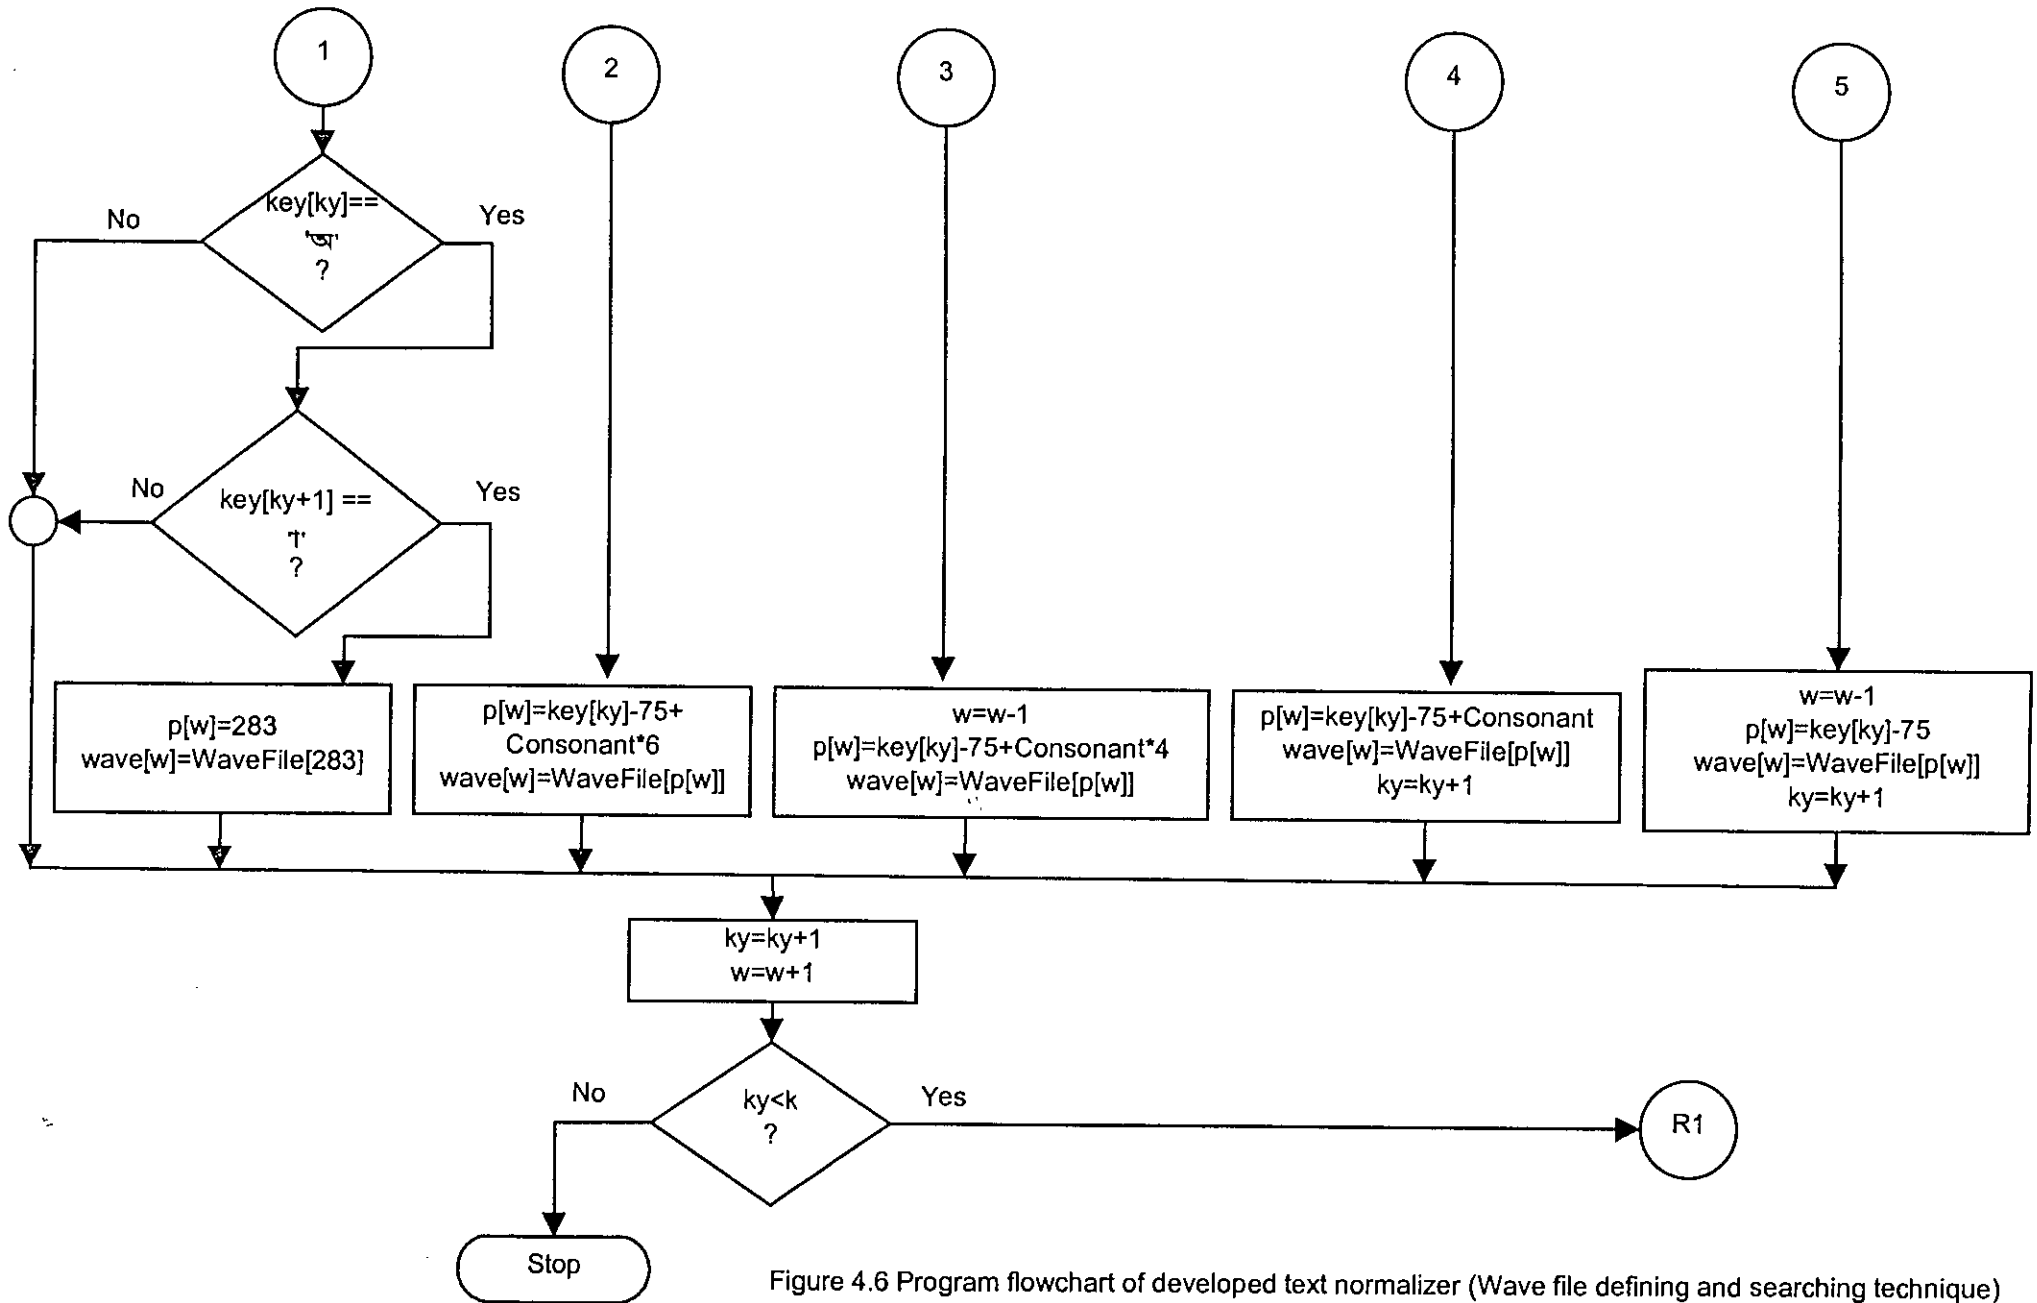 1
2
3
4
5
key[ky]==
'অ'
?
No
Yes
key[ky+1] ==
'া'
?
No
Yes
p[w]=283
wave[w]=WaveFile[283]
p[w]=key[ky]-75+
Consonant*6
wave[w]=WaveFile[p[w]]
w=w-1
p[w]=key[ky]-75+Consonant*4
wave[w]=WaveFile[p[w]]
p[w]=key[ky]-75+Consonant
wave[w]=WaveFile[p[w]]
ky=ky+1
w=w-1
p[w]=key[ky]-75
wave[w]=WaveFile[p[w]]
ky=ky+1
ky=ky+1
w=w+1
No
ky<k
?
Yes
R1
Stop
Figure 4.6 Program flowchart of developed text normalizer (Wave file defining and searching technique)